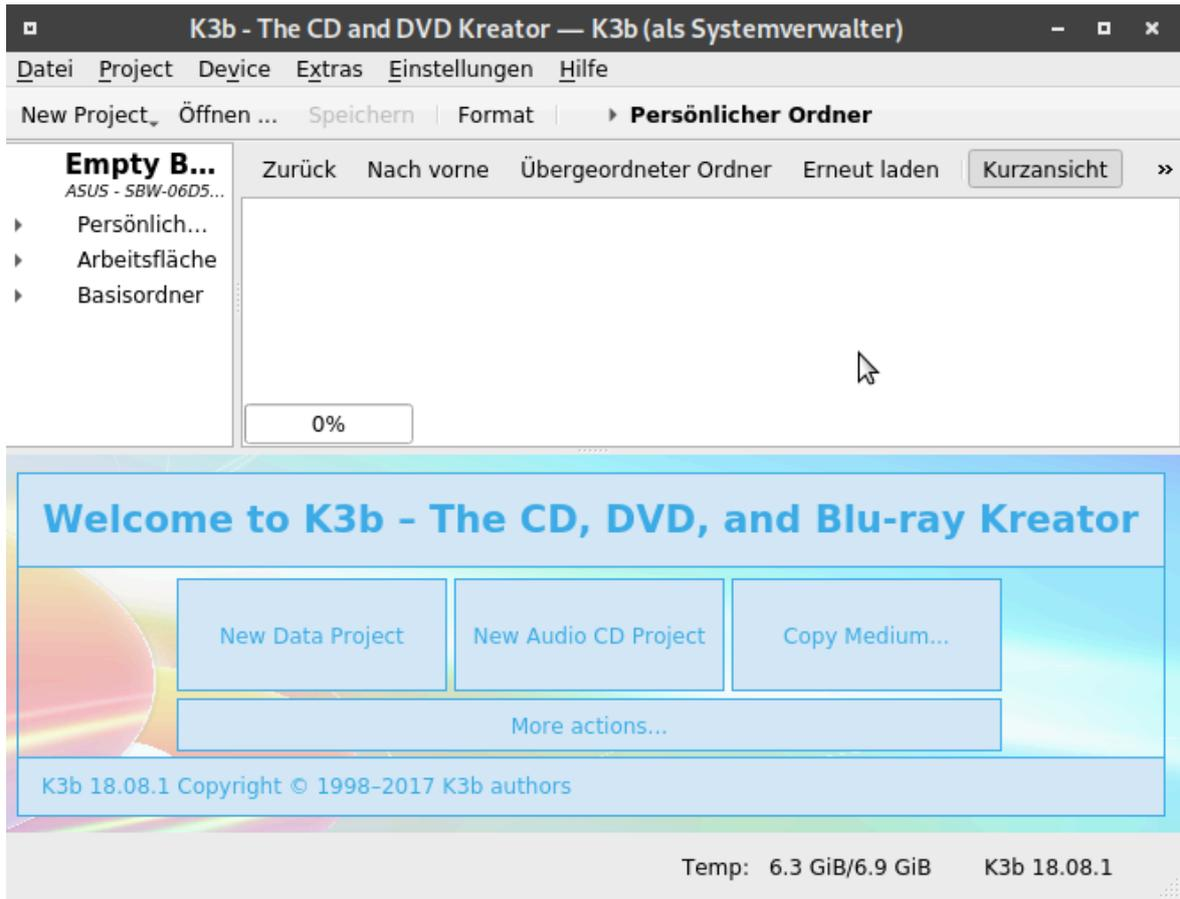 K3b - The CD and DVD Kreator — K3b (als Systemverwalter)
Datei Project Device Extras Einstellungen Hilfe
New Project Öffnen ... Speichern Format Persönlicher Ordner
Empty B...
ASUS - SBW-06D5...
Persönlich...
Arbeitsfläche
Basisordner
Zurück Nach vorne Übergeordneter Ordner Erneut laden Kurzansicht »
0%
Welcome to K3b – The CD, DVD, and Blu-ray Kreator
New Data Project New Audio CD Project Copy Medium...
More actions...
K3b 18.08.1 Copyright © 1998–2017 K3b authors
Temp: 6.3 GiB/6.9 GiB K3b 18.08.1